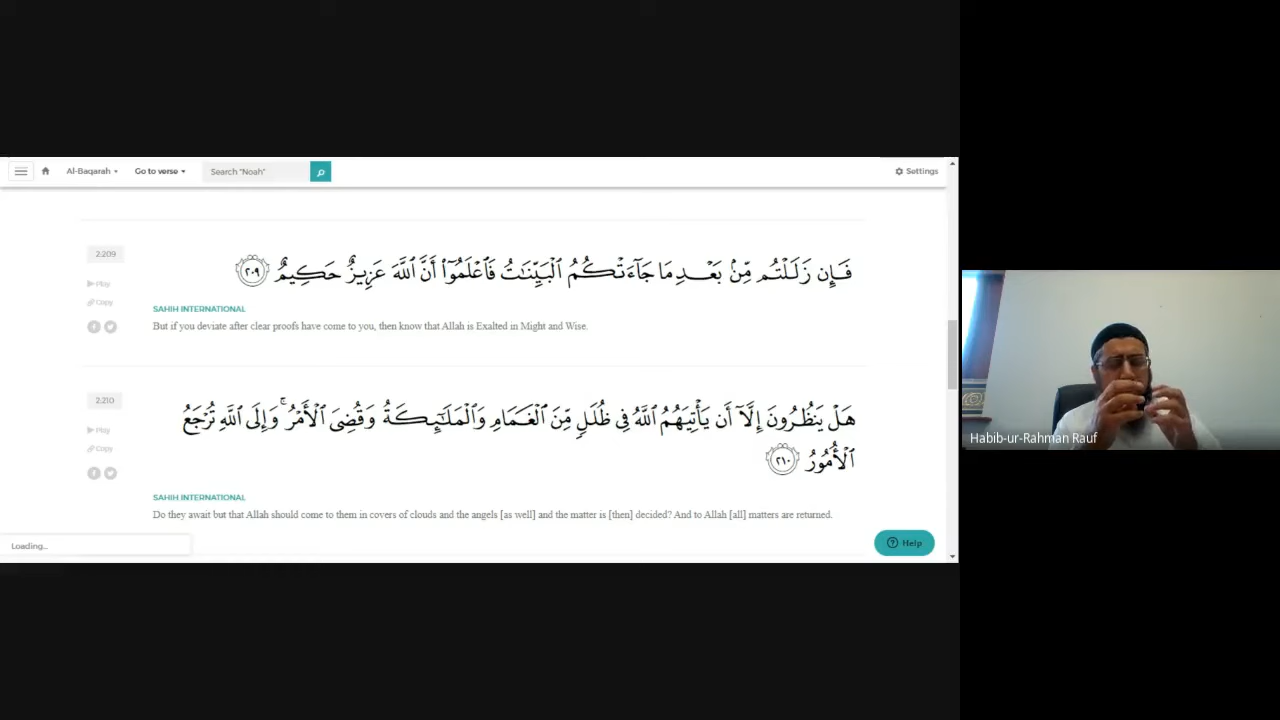 Al-Baqarah
Go to verse
Search "Noah"
Settings
2:209
فَإِن زَلَلْتُم مِّنۢ بَعْدِ مَا جَآءَتْكُمُ ٱلْبَيِّنَـٰتُ فَٱعْلَمُوٓا۟ أَنَّ ٱللَّهَ عَزِيزٌ حَكِيمٌ ٢٠٩
Play
Copy
SAHIH INTERNATIONAL
But if you deviate after clear proofs have come to you, then know that Allah is Exalted in Might and Wise.
2:210
هَلْ يَنظُرُونَ إِلَّآ أَن يَأْتِيَهُمُ ٱللَّهُ فِى ظُلَلٍ مِّنَ ٱلْغَمَامِ وَٱلْمَلَـٰٓئِكَةُ وَقُضِىَ ٱلْأَمْرُ ۚ وَإِلَى ٱللَّهِ تُرْجَعُ
ٱلْأُمُورُ ٢١٠
Play
Copy
SAHIH INTERNATIONAL
Do they await but that Allah should come to them in covers of clouds and the angels [as well] and the matter is [then] decided? And to Allah [all] matters are returned.
Loading...
Help
Habib-ur-Rahman Rauf